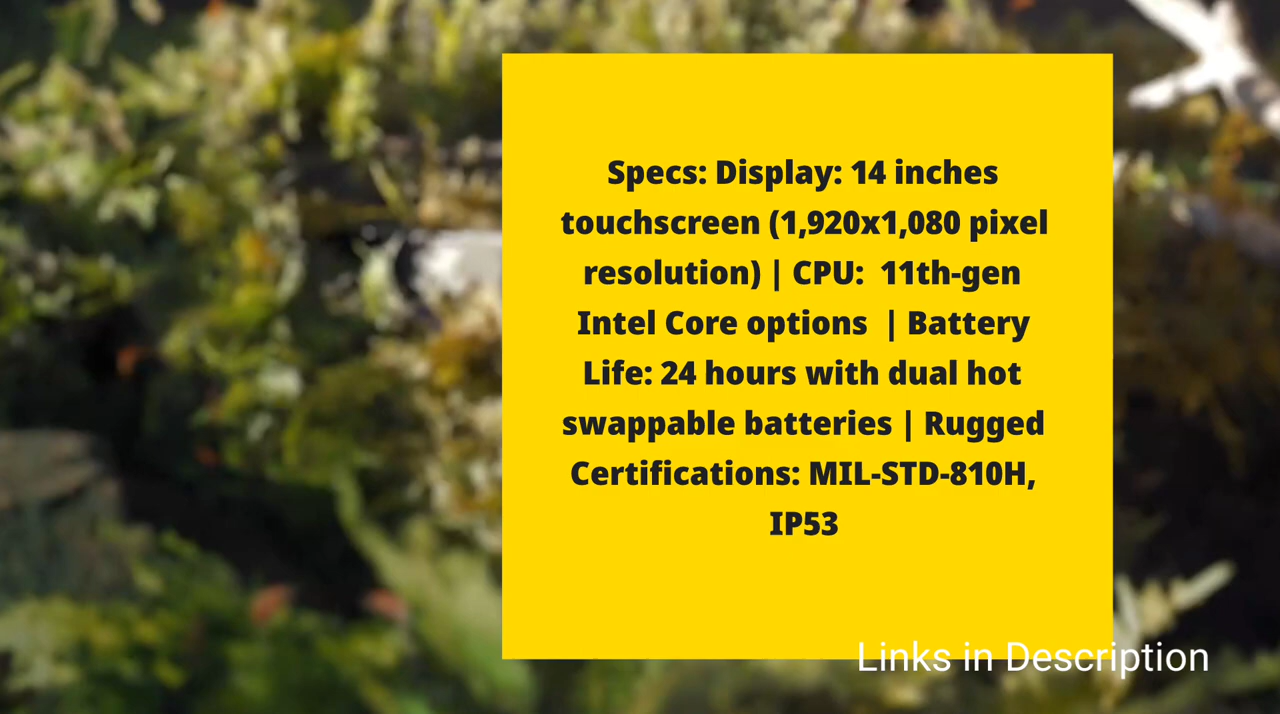 Specs: Display: 14 inches
touchscreen (1,920x1,080 pixel
resolution) | CPU:  11th-gen
Intel Core options  | Battery
Life: 24 hours with dual hot
swappable batteries | Rugged
Certifications: MIL-STD-810H,
IP53
Links in Description